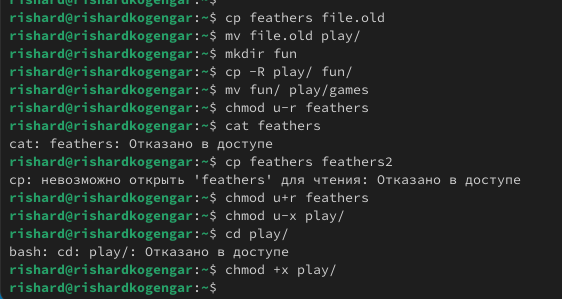 rishard@rishardkogengar:~$
rishard@rishardkogengar:~$ cp feathers file.old
rishard@rishardkogengar:~$ mv file.old play/
rishard@rishardkogengar:~$ mkdir fun
rishard@rishardkogengar:~$ cp -R play/ fun/
rishard@rishardkogengar:~$ mv fun/ play/games
rishard@rishardkogengar:~$ chmod u-r feathers
rishard@rishardkogengar:~$ cat feathers
cat: feathers: Отказано в доступе
rishard@rishardkogengar:~$ cp feathers feathers2
cp: невозможно открыть 'feathers' для чтения: Отказано в доступе
rishard@rishardkogengar:~$ chmod u+r feathers
rishard@rishardkogengar:~$ chmod u-x play/
rishard@rishardkogengar:~$ cd play/
bash: cd: play/: Отказано в доступе
rishard@rishardkogengar:~$ chmod +x play/
rishard@rishardkogengar:~$